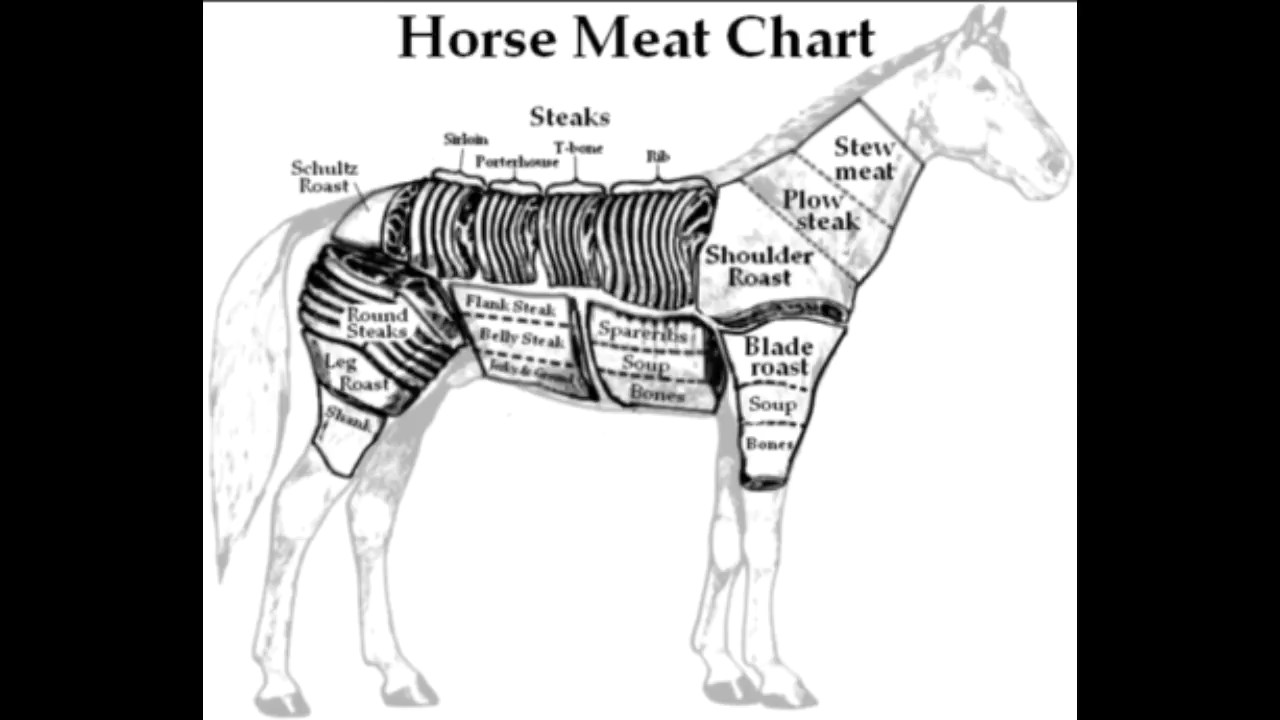 Horse Meat Chart
Steaks
Sirloin
Porterhouse
T-bone
Rib
Schultz
Roast
Stew
meat
Plow
steak
Shoulder
Roast
Round
Steaks
Leg
Roast
Shank
Flank Steak
Belly Steak
Jerky & Ground
Spareribs
Soup
Bones
Blade
roast
Soup
Bones